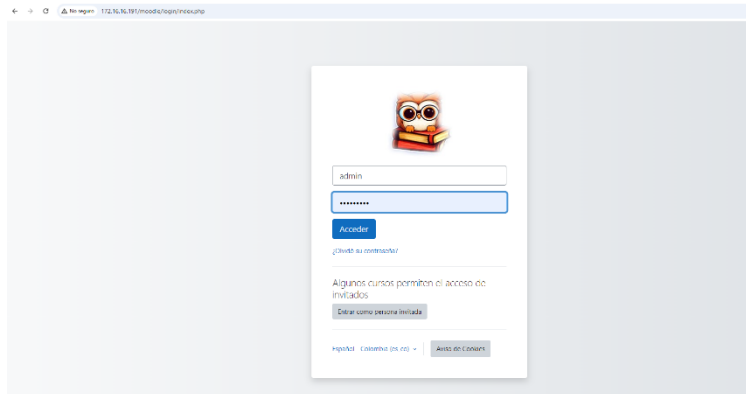 No seguro 172.16.16.191/moodle/login/index.php
admin
•••••••••
Acceder
¿Olvidó su contraseña?
Algunos cursos permiten el acceso de
invitados
Entrar como persona invitada
Español - Colombia (es_co)
Aviso de Cookies